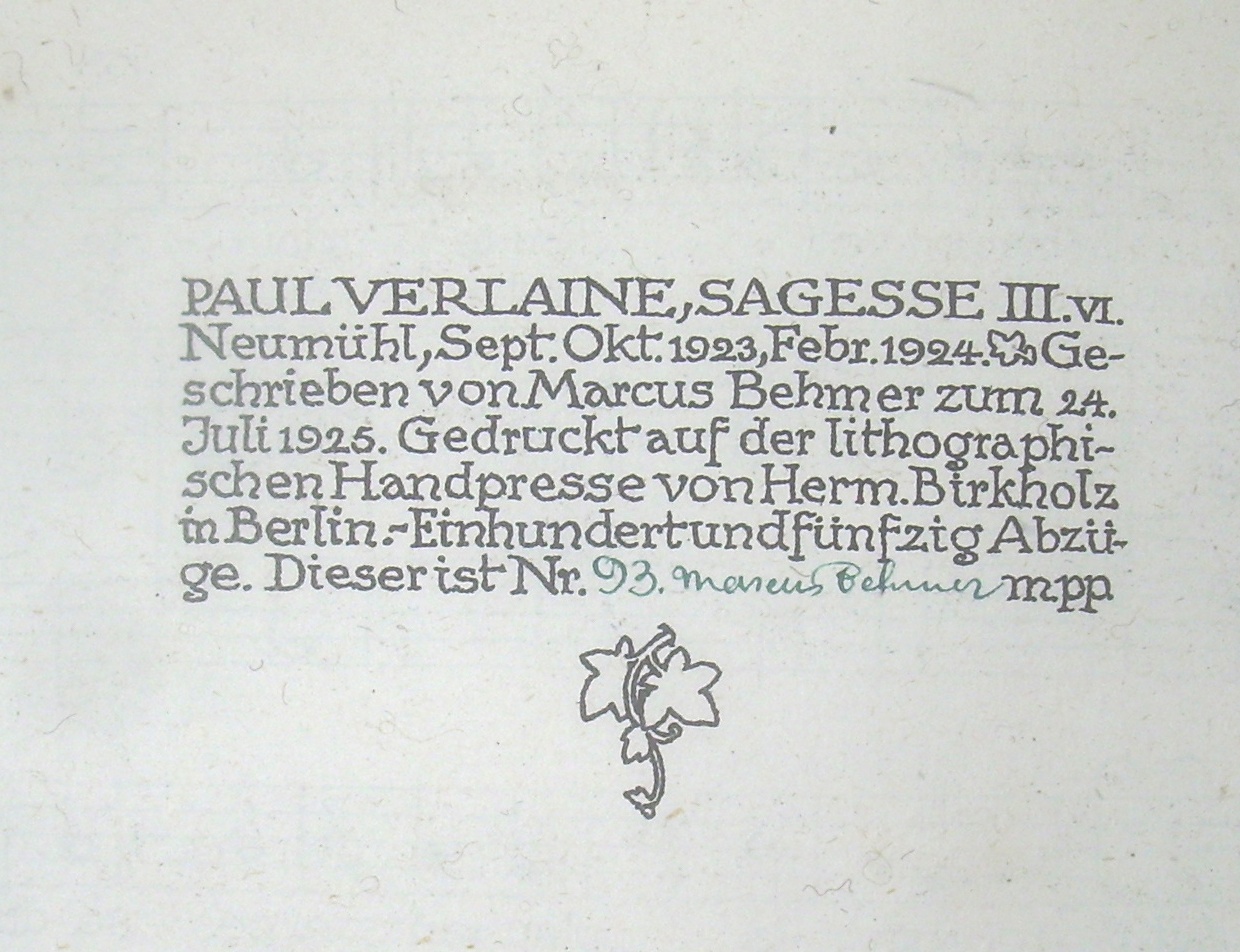 PAUL VERLAINE, SAGESSE III.VI.
Neumühl, Sept. Okt. 1923, Febr. 1924. Ge-
schrieben von Marcus Behmer zum 24.
Juli 1925. Gedruckt auf der lithographi-
schen Handpresse von Herm. Birkholz
in Berlin.-Einhundertundfünfzig Abzü-
ge. Dieser ist Nr. 93. Marcus Behmer mpp